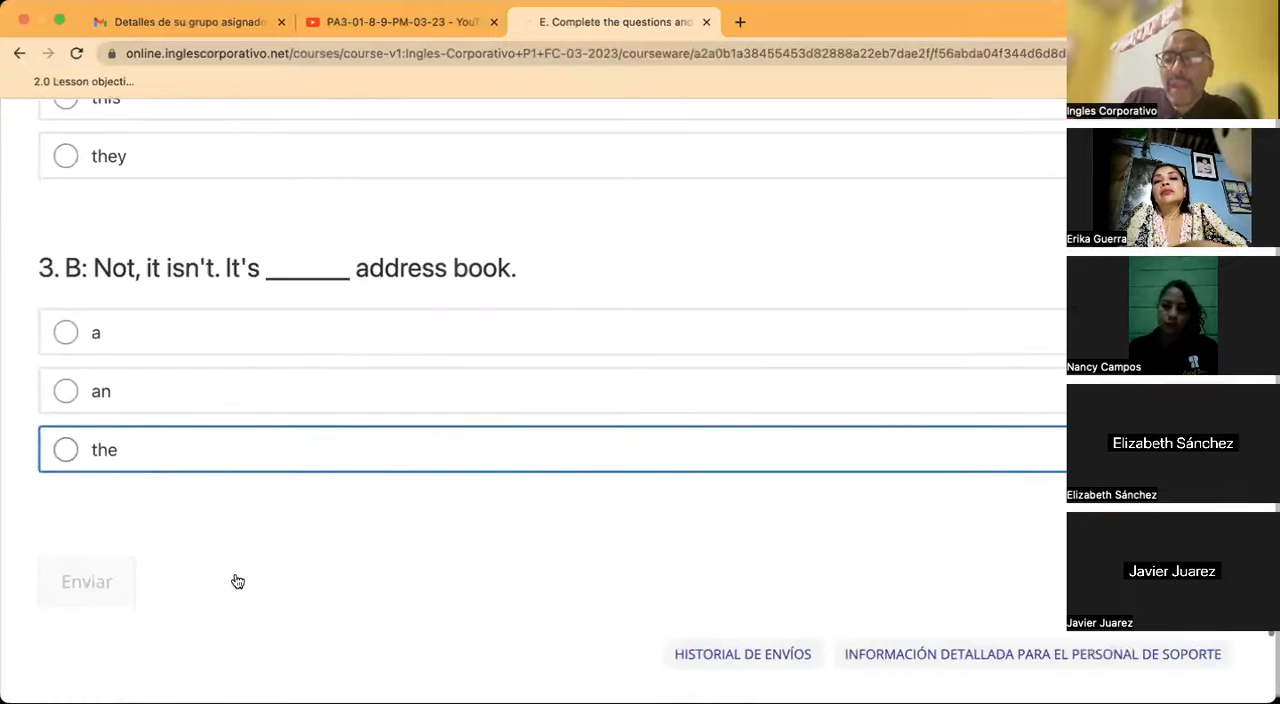 Detalles de su grupo asignado
PA3-01-8-9-PM-03-23 - YouT
E. Complete the questions and
online.inglescorporativo.net/courses/course-v1:Ingles-Corporativo+P1+FC-03-2023/courseware/a2a0b1a38455453d82888a22eb7dae2f/f56abda04f344d6d8d
2.0 Lesson objecti...
this
they
3. B: Not, it isn't. It's _______ address book.
a
an
the
Enviar
HISTORIAL DE ENVÍOS
INFORMACIÓN DETALLADA PARA EL PERSONAL DE SOPORTE
Ingles Corporativo
Erika Guerra
Nancy Campos
Elizabeth Sánchez
Elizabeth Sánchez
Javier Juarez
Javier Juarez